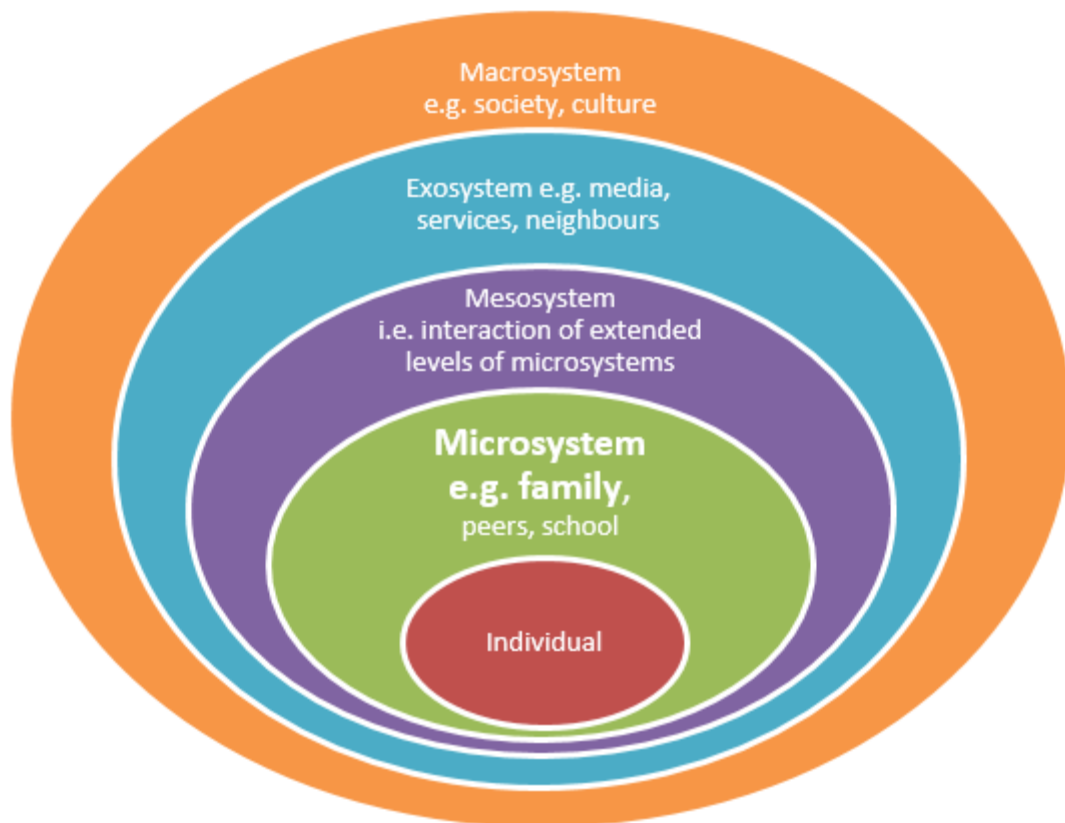 Macrosystem
e.g. society, culture
Exosystem e.g. media,
services, neighbours
Mesosystem
i.e. interaction of extended
levels of microsystems
Microsystem
e.g. family,
peers, school
Individual